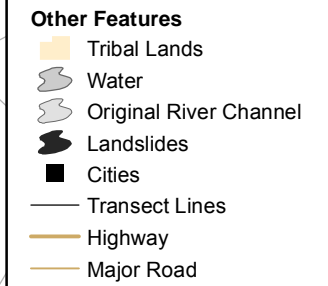 Other Features
Tribal Lands
Water
Original River Channel
Landslides
Cities
Transect Lines
Highway
Major Road